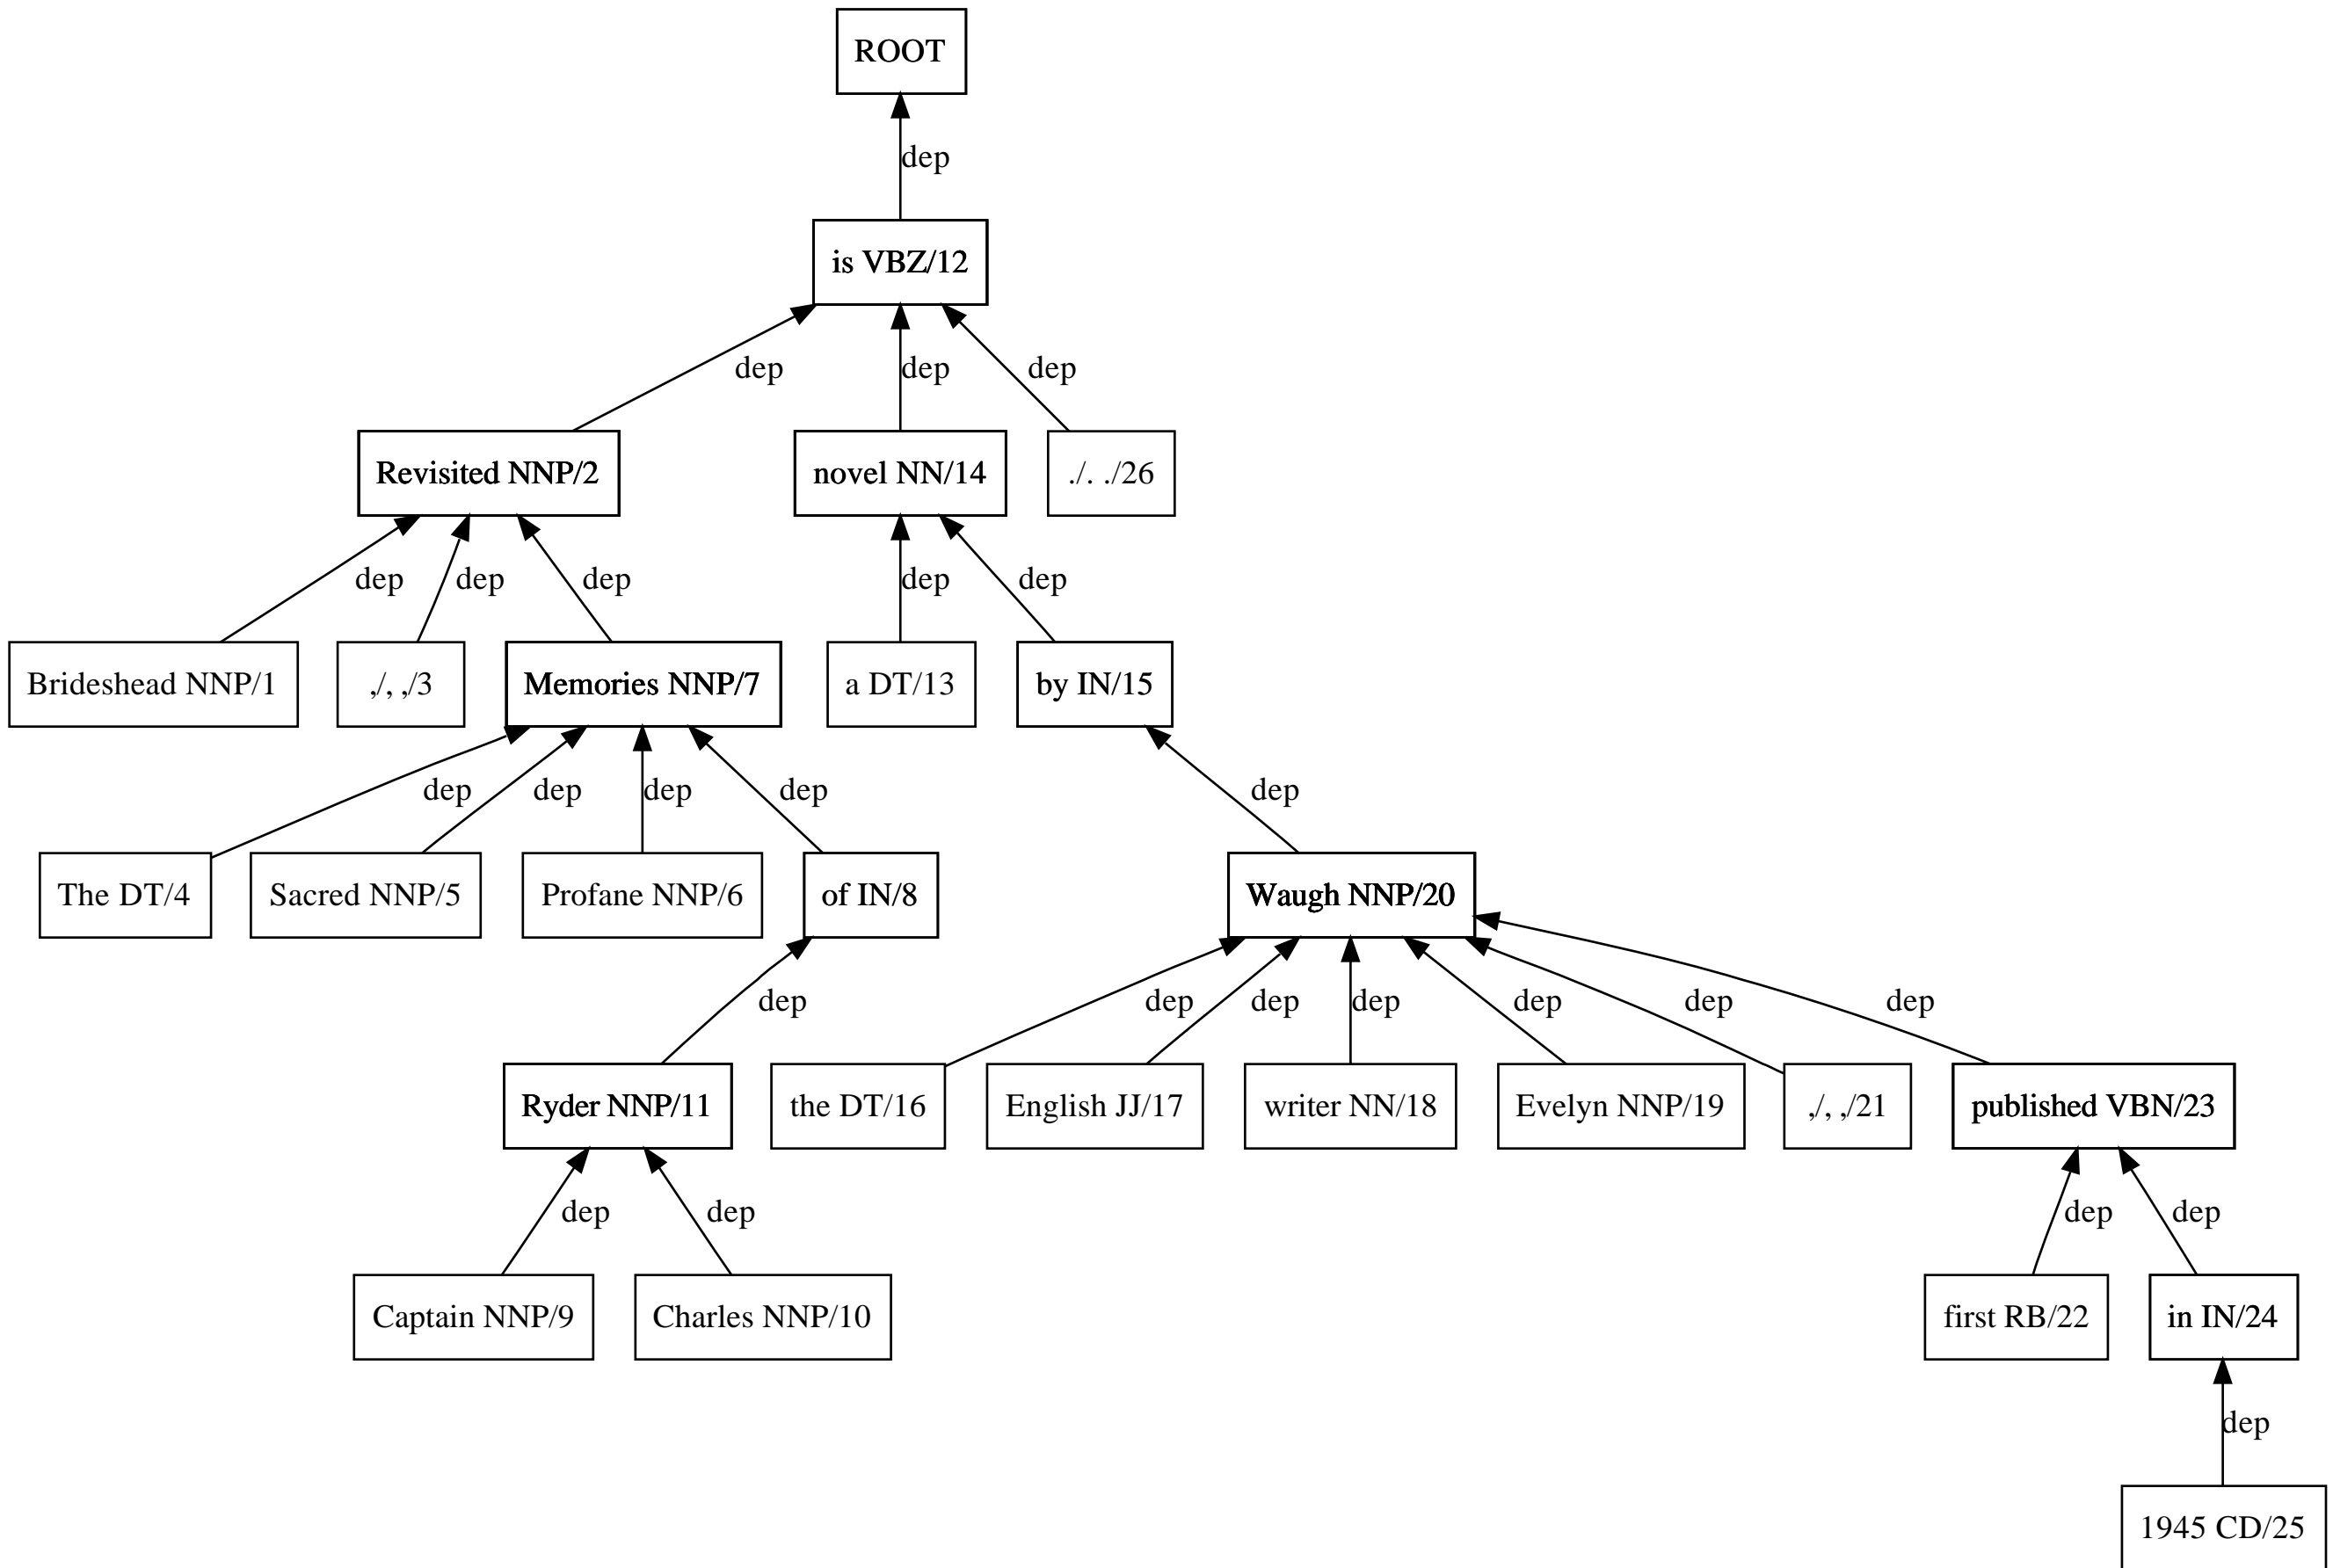 ROOT
dep
is VBZ/12
dep dep dep
Revisited NNP/2 novel NN/14 ./. ./26
dep dep dep dep dep
Brideshead NNP/1 ,/, ,/3 Memories NNP/7 a DT/13 by IN/15
dep dep dep dep dep
The DT/4 Sacred NNP/5 Profane NNP/6 of IN/8 Waugh NNP/20
dep dep dep dep dep dep dep
Ryder NNP/11 the DT/16 English JJ/17 writer NN/18 Evelyn NNP/19 ,/, ,/21 published VBN/23
dep dep dep dep
Captain NNP/9 Charles NNP/10 first RB/22 in IN/24
dep
1945 CD/25